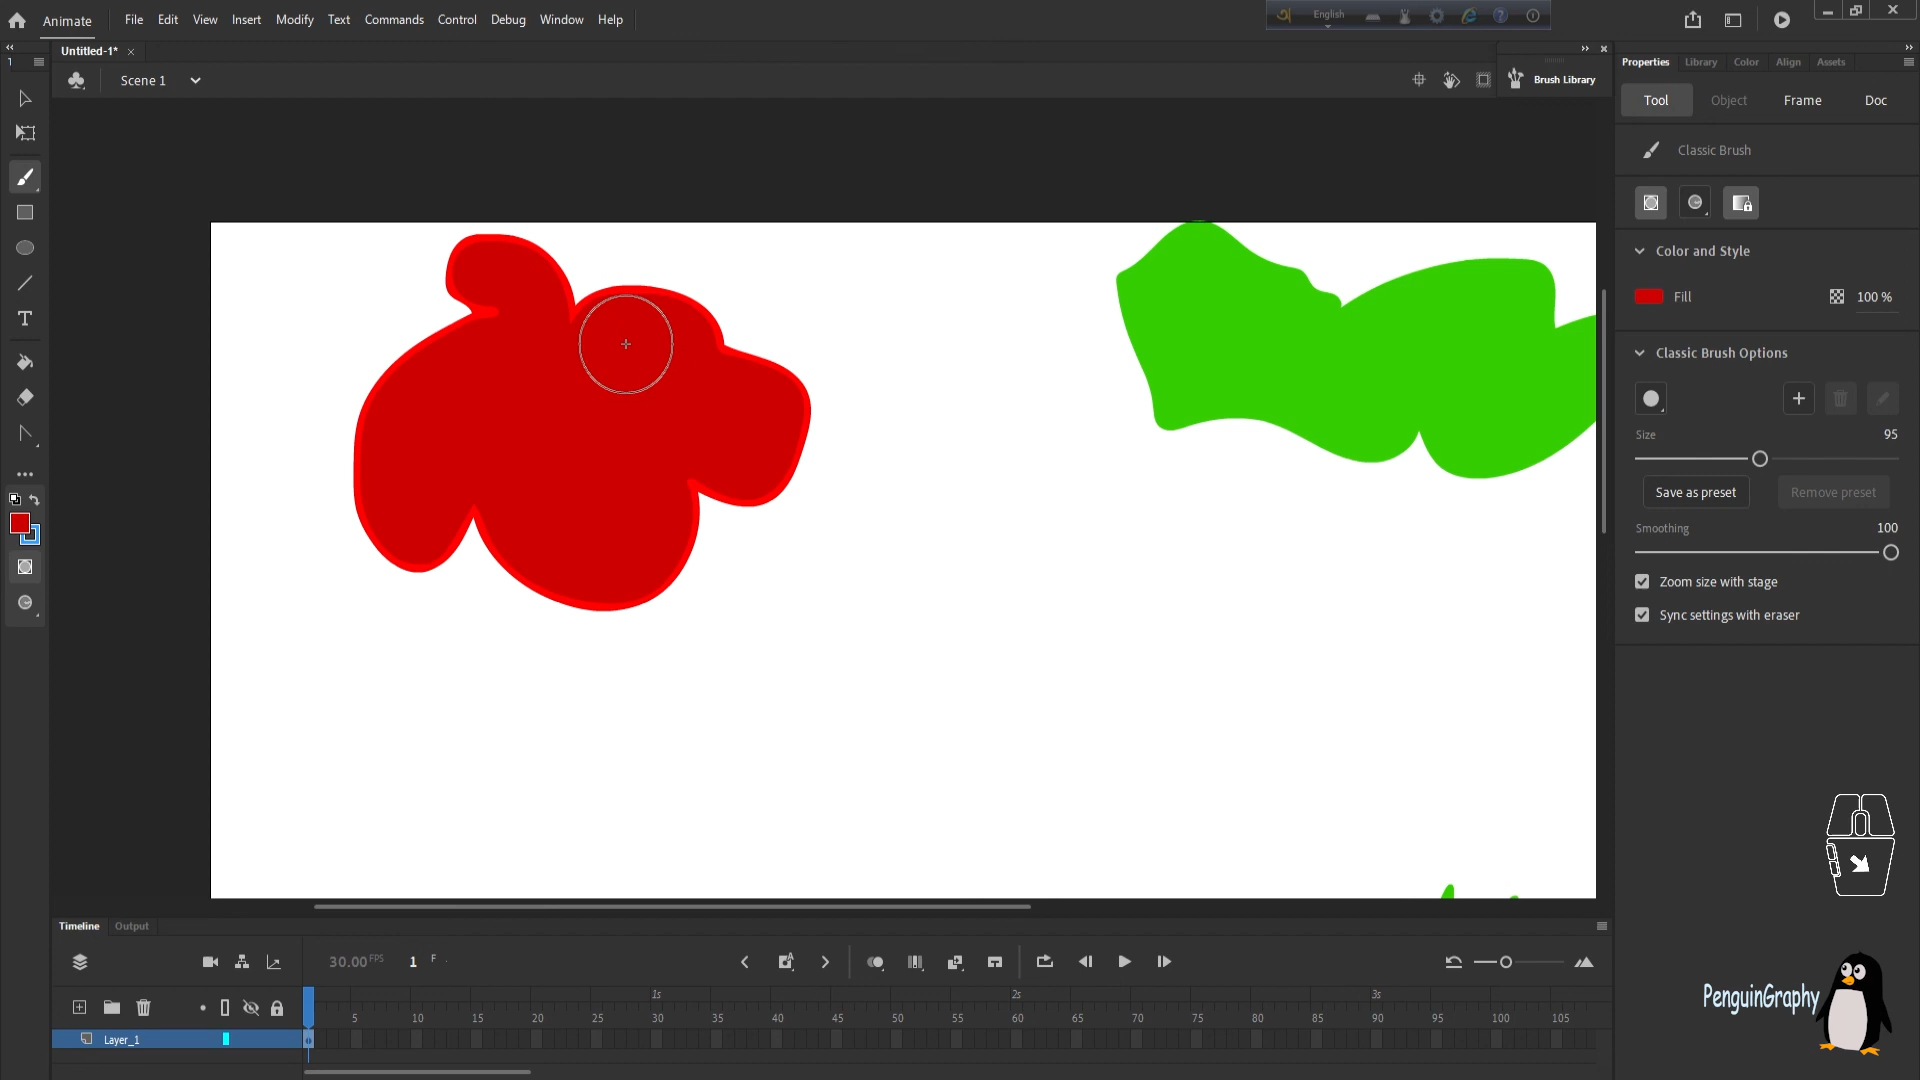 Animate File Edit View Insert Modify Text Commands Control Debug Window Help
English
Untitled-1*
Scene 1
Brush Library
Properties Library Color Align Assets
Tool Object Frame Doc
Classic Brush
Color and Style
Fill 100 %
Classic Brush Options
Size 95
Save as preset Remove preset
Smoothing 100
Zoom size with stage
Sync settings with eraser
PenguinGraphy
Timeline Output
30.00 FPS 1 F
1s 2s 3s
5 10 15 20 25 30 35 40 45 50 55 60 65 70 75 80 85 90 95 100 105
Layer_1